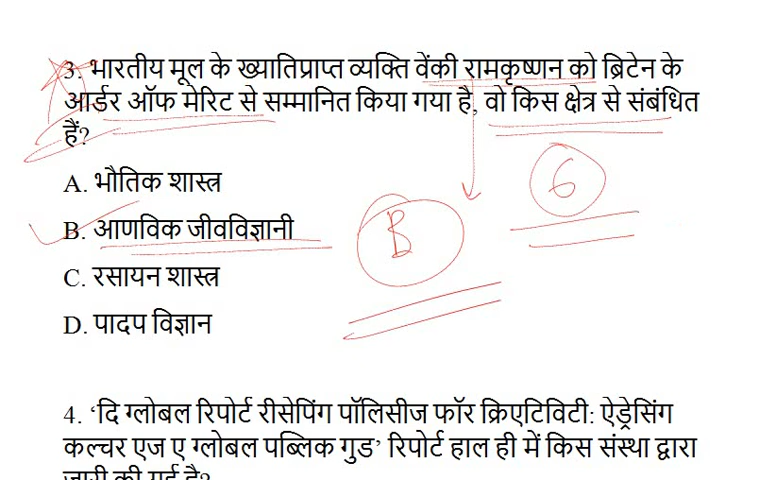 3. भारतीय मूल के ख्यातिप्राप्त व्यक्ति वेंकी रामकृष्णन को ब्रिटेन के
आर्डर ऑफ मेरिट से सम्मानित किया गया है, वो किस क्षेत्र से संबंधित
हैं?
A. भौतिक शास्त्र
6
B. आणविक जीवविज्ञानी
B
C. रसायन शास्त्र
D. पादप विज्ञान
4. ‘दि ग्लोबल रिपोर्ट रीसेपिंग पॉलिसीज फॉर क्रिएटिविटी: ऐड्रेसिंग
कल्चर एज ए ग्लोबल पब्लिक गुड’ रिपोर्ट हाल ही में किस संस्था द्वारा
जारी की गई है?